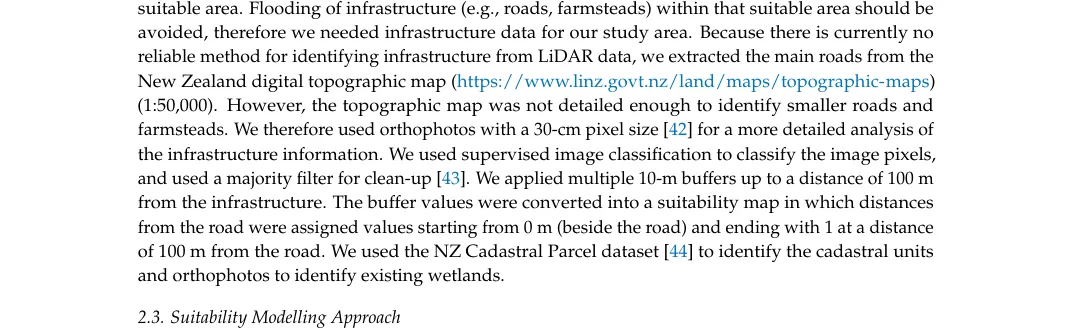 suitable area. Flooding of infrastructure (e.g., roads, farmsteads) within that suitable area should be
avoided, therefore we needed infrastructure data for our study area. Because there is currently no
reliable method for identifying infrastructure from LiDAR data, we extracted the main roads from the
New Zealand digital topographic map (https://www.linz.govt.nz/land/maps/topographic-maps)
(1:50,000). However, the topographic map was not detailed enough to identify smaller roads and
farmsteads. We therefore used orthophotos with a 30-cm pixel size [42] for a more detailed analysis of
the infrastructure information. We used supervised image classification to classify the image pixels,
and used a majority filter for clean-up [43]. We applied multiple 10-m buffers up to a distance of 100 m
from the infrastructure. The buffer values were converted into a suitability map in which distances
from the road were assigned values starting from 0 m (beside the road) and ending with 1 at a distance
of 100 m from the road. We used the NZ Cadastral Parcel dataset [44] to identify the cadastral units
and orthophotos to identify existing wetlands.
2.3. Suitability Modelling Approach